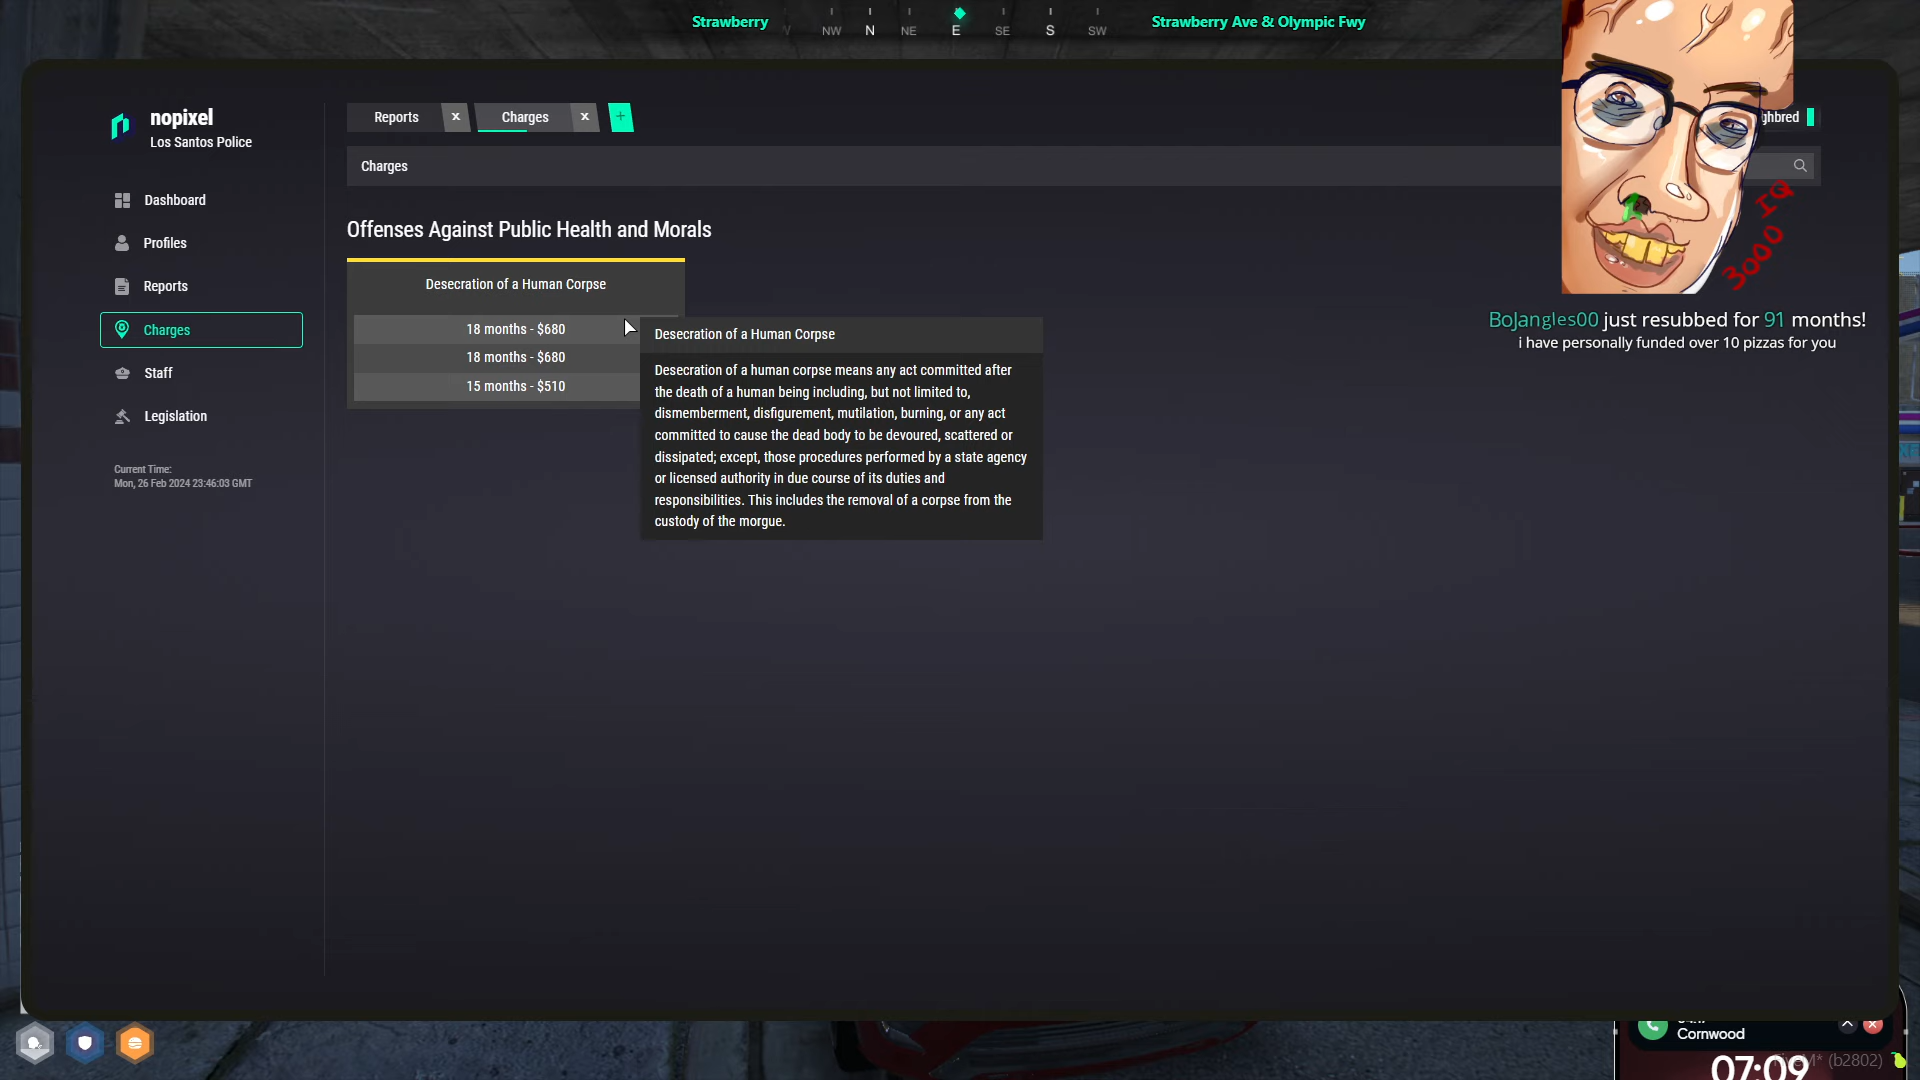 Strawberry
W NW N NE E SE S SW
Strawberry Ave & Olympic Fwy
nopixel
Los Santos Police
Dashboard
Profiles
Reports
Charges
Staff
Legislation
Current Time:
Mon, 26 Feb 2024 23:46:03 GMT
Reports x Charges x +
ghbred
Charges
Offenses Against Public Health and Morals
Desecration of a Human Corpse
18 months - $680
18 months - $680
15 months - $510
Desecration of a Human Corpse
Desecration of a human corpse means any act committed after
the death of a human being including, but not limited to,
dismemberment, disfigurement, mutilation, burning, or any act
committed to cause the dead body to be devoured, scattered or
dissipated; except, those procedures performed by a state agency
or licensed authority in due course of its duties and
responsibilities. This includes the removal of a corpse from the
custody of the morgue.
3000 IQ
BoJangles00 just resubbed for 91 months!
i have personally funded over 10 pizzas for you
Cornwood
07:09
(b2802)